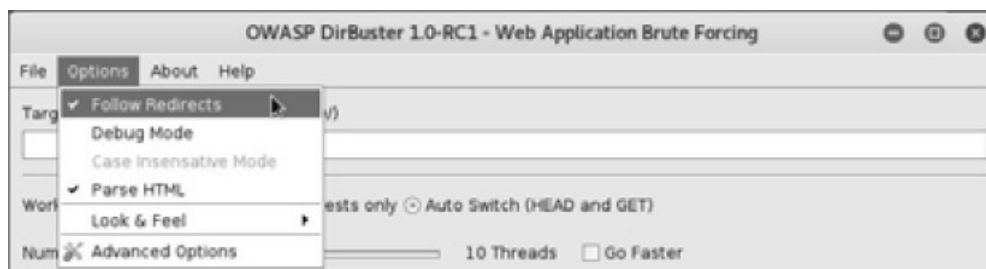 OWASP DirBuster 1.0-RC1 - Web Application Brute Forcing
File Options About Help
Follow Redirects
Targ
/)
Debug Mode
Case Insensative Mode
Parse HTML
Work
ests only Auto Switch (HEAD and GET)
Look & Feel
Num
Advanced Options
10 Threads Go Faster